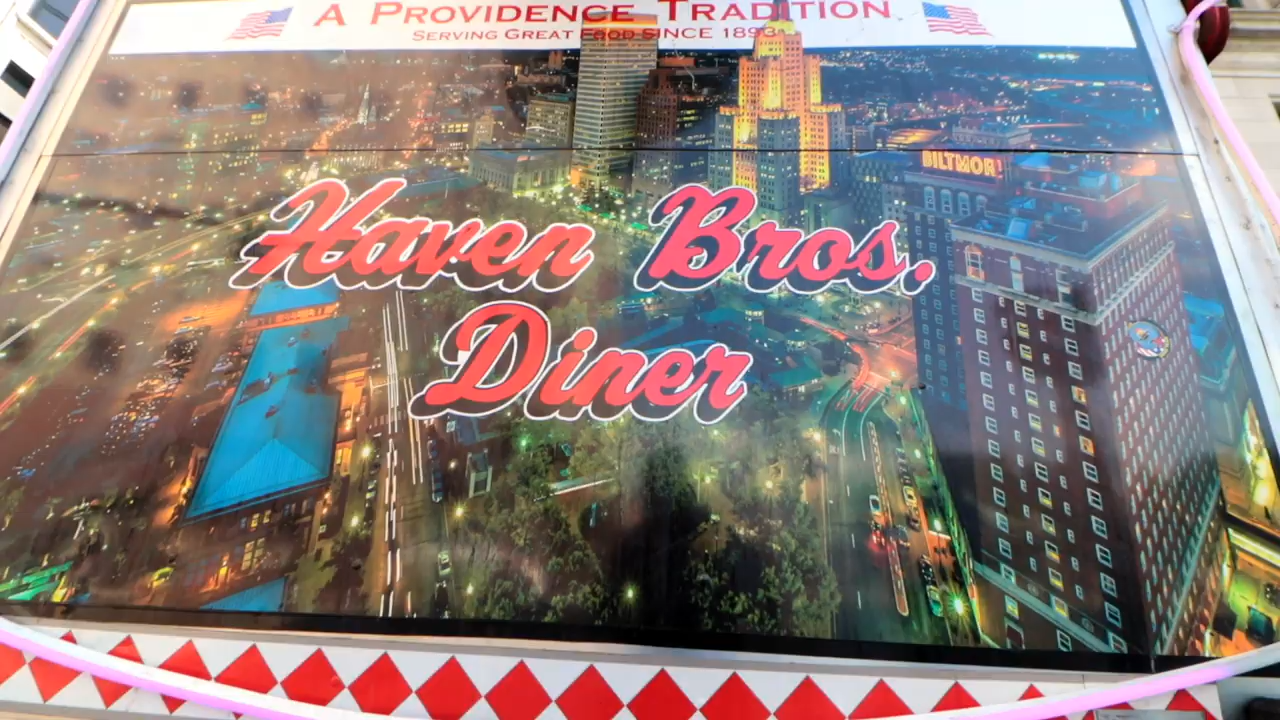 A PROVIDENCE TRADITION
SERVING GREAT FOOD SINCE 1893
BILTMOR
Haven Bros.
Diner